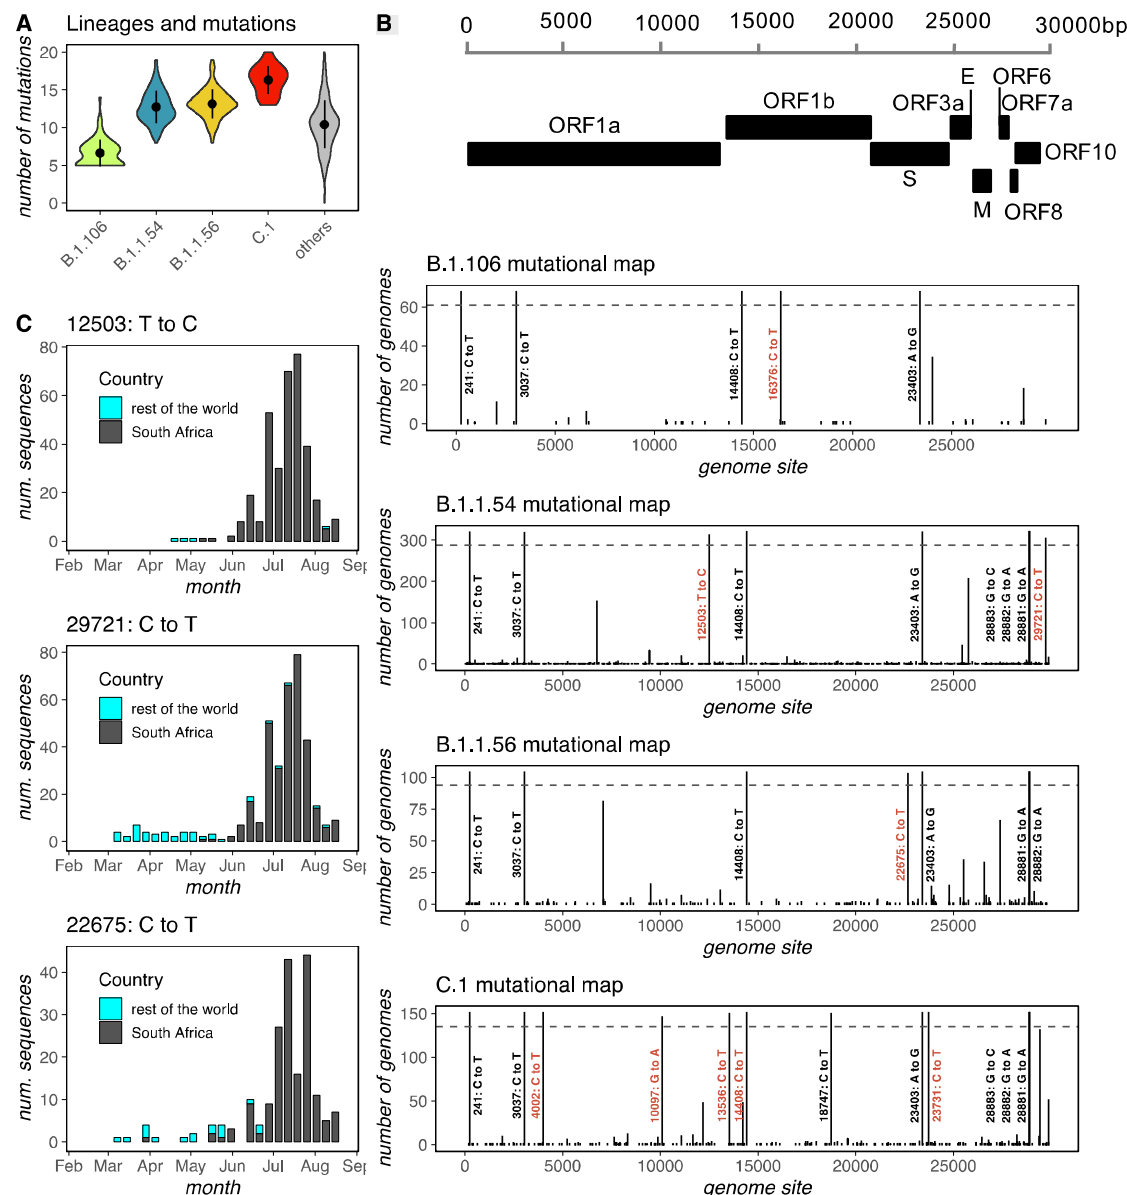 A Lineages and mutations
number of mutations
20
15
10
5
0
B.1.106
B.1.1.54
B.1.1.56
C.1
others
B
0 5000 10000 15000 20000 25000 30000bp
E ORF6
ORF1b ORF3a ORF7a
ORF1a
ORF10
S
M ORF8
B.1.106 mutational map
number of genomes
60
40
20
0
241: C to T
3037: C to T
14408: C to T
16376: C to T
23403: A to G
0 5000 10000 15000 20000 25000
genome site
B.1.1.54 mutational map
number of genomes
300
200
100
0
241: C to T
3037: C to T
12503: T to C
14408: C to T
23403: A to G
28883: G to C
28882: G to A
28881: G to A
29721: C to T
0 5000 10000 15000 20000 25000
genome site
B.1.1.56 mutational map
number of genomes
100
75
50
25
0
241: C to T
3037: C to T
14408: C to T
22675: C to T
23403: A to G
28881: G to A
28882: G to A
0 5000 10000 15000 20000 25000
genome site
C.1 mutational map
number of genomes
150
100
50
0
241: C to T
3037: C to T
4002: C to T
10097: G to A
13536: C to T
14408: C to T
18747: C to T
23403: A to G
23731: C to T
28883: G to C
28882: G to A
28881: G to A
0 5000 10000 15000 20000 25000
genome site
C 12503: T to C
num. sequences
80
60
40
20
0
Country
rest of the world
South Africa
Feb Mar Apr May Jun Jul Aug Sep
month
29721: C to T
num. sequences
80
60
40
20
0
Country
rest of the world
South Africa
Feb Mar Apr May Jun Jul Aug Sep
month
22675: C to T
num. sequences
40
30
20
10
0
Country
rest of the world
South Africa
Feb Mar Apr May Jun Jul Aug Sep
month